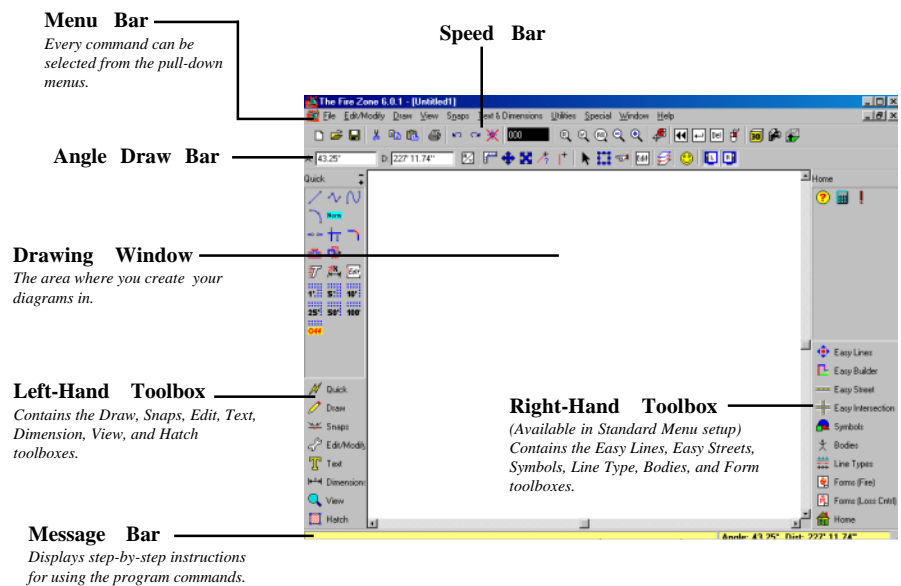 Menu Bar
Every command can be
selected from the pull-down
menus.
Speed Bar
The Fire Zone 6.0.1 - [Untitled1]
File Edit/Modify Draw View Snaps Text & Dimensions Utilities Special Window Help
000
Del
3D
Angle Draw Bar
43.25°
D: 227' 11.74"
Edit
Quick
Home
Norm
Drawing Window
The area where you create your
diagrams in.
Edit
1' 5' 10'
25' 50' 100'
Off
Left-Hand Toolbox
Contains the Draw, Snaps, Edit, Text,
Dimension, View, and Hatch
toolboxes.
Quick
Draw
Snaps
Edit/Modify
Text
Dimensions
View
Hatch
Right-Hand Toolbox
(Available in Standard Menu setup)
Contains the Easy Lines, Easy Streets,
Symbols, Line Type, Bodies, and Form
toolboxes.
Easy Lines
Easy Builder
Easy Street
Easy Intersection
Symbols
Bodies
Line Types
Forms (Fire)
Forms (Loss Cntrl)
Home
Message Bar
Displays step-by-step instructions
for using the program commands.
Angle: 43.25° Dist: 227' 11.74"